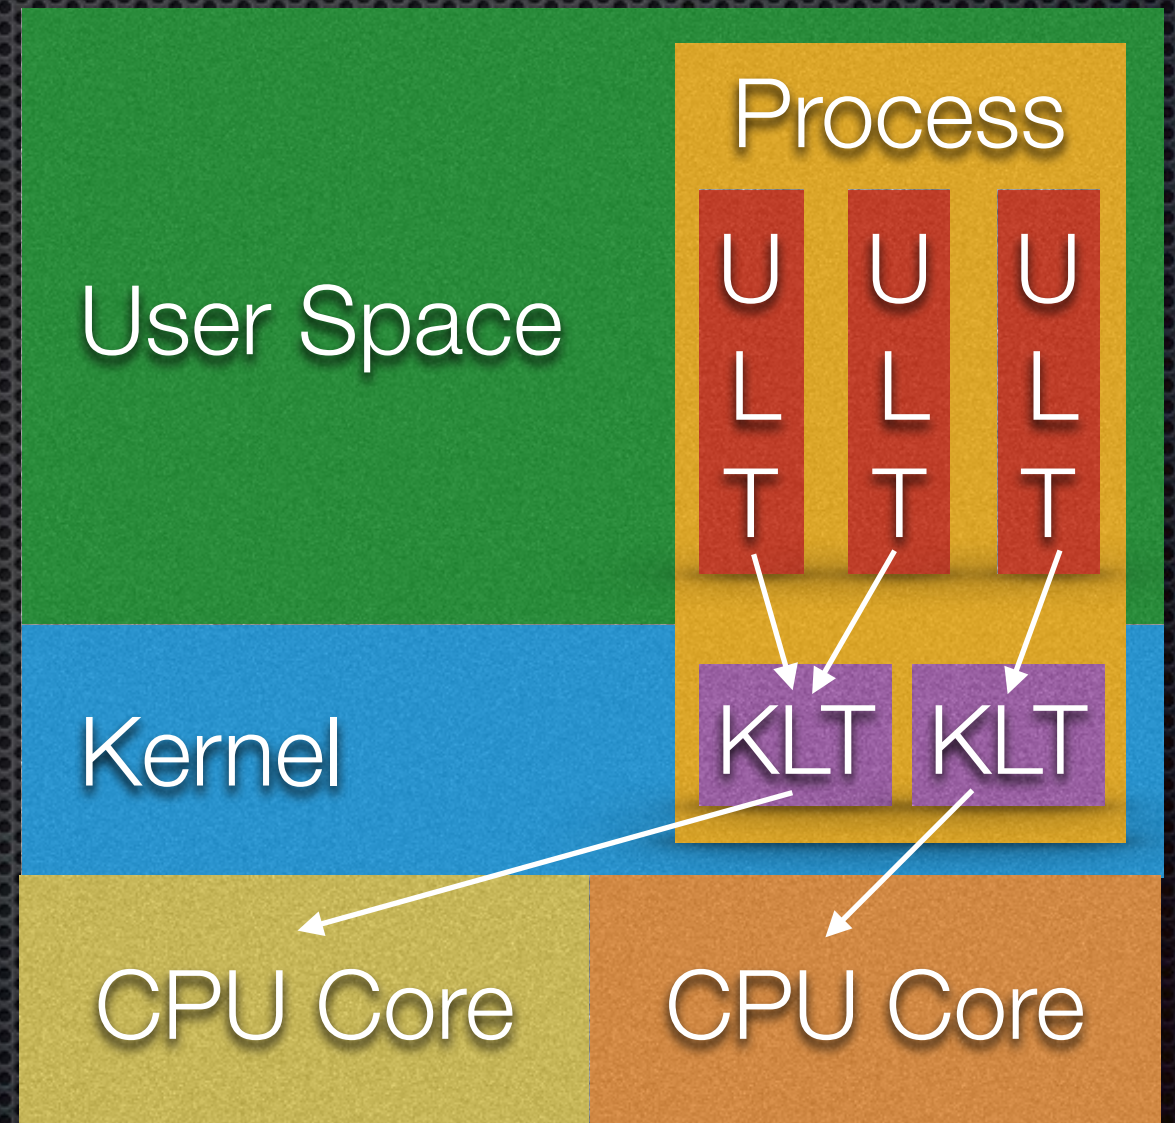 Process
U
L
T
U
L
T
U
L
T
User Space
KLT
KLT
Kernel
CPU Core
CPU Core